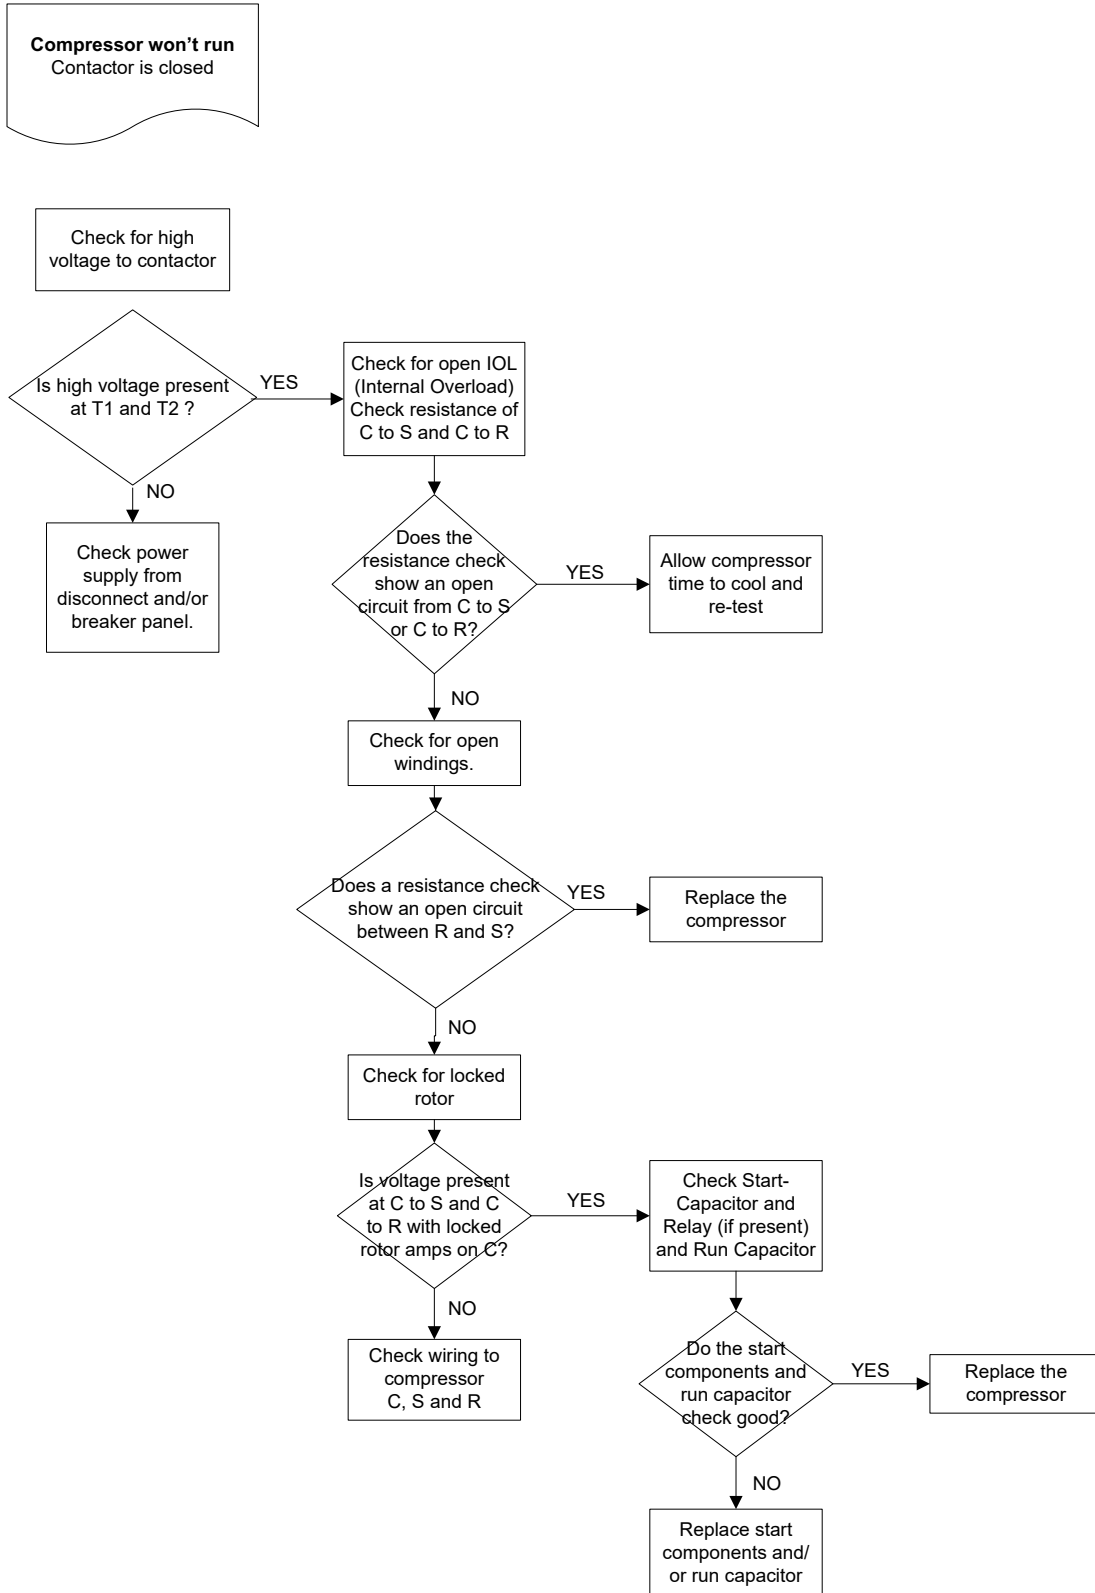 Compressor won't run
Contactor is closed
Check for high
voltage to contactor
Is high voltage present
at T1 and T2 ?
YES
NO
Check power
supply from
disconnect and/or
breaker panel.
Check for open IOL
(Internal Overload)
Check resistance of
C to S and C to R
Does the
resistance check
show an open
circuit from C to S
or C to R?
YES
Allow compressor
time to cool and
re-test
NO
Check for open
windings.
Does a resistance check
show an open circuit
between R and S?
YES
Replace the
compressor
NO
Check for locked
rotor
Is voltage present
at C to S and C
to R with locked
rotor amps on C?
YES
NO
Check wiring to
compressor
C, S and R
Check Start-
Capacitor and
Relay (if present)
and Run Capacitor
Do the start
components and
run capacitor
check good?
YES
Replace the
compressor
NO
Replace start
components and/
or run capacitor